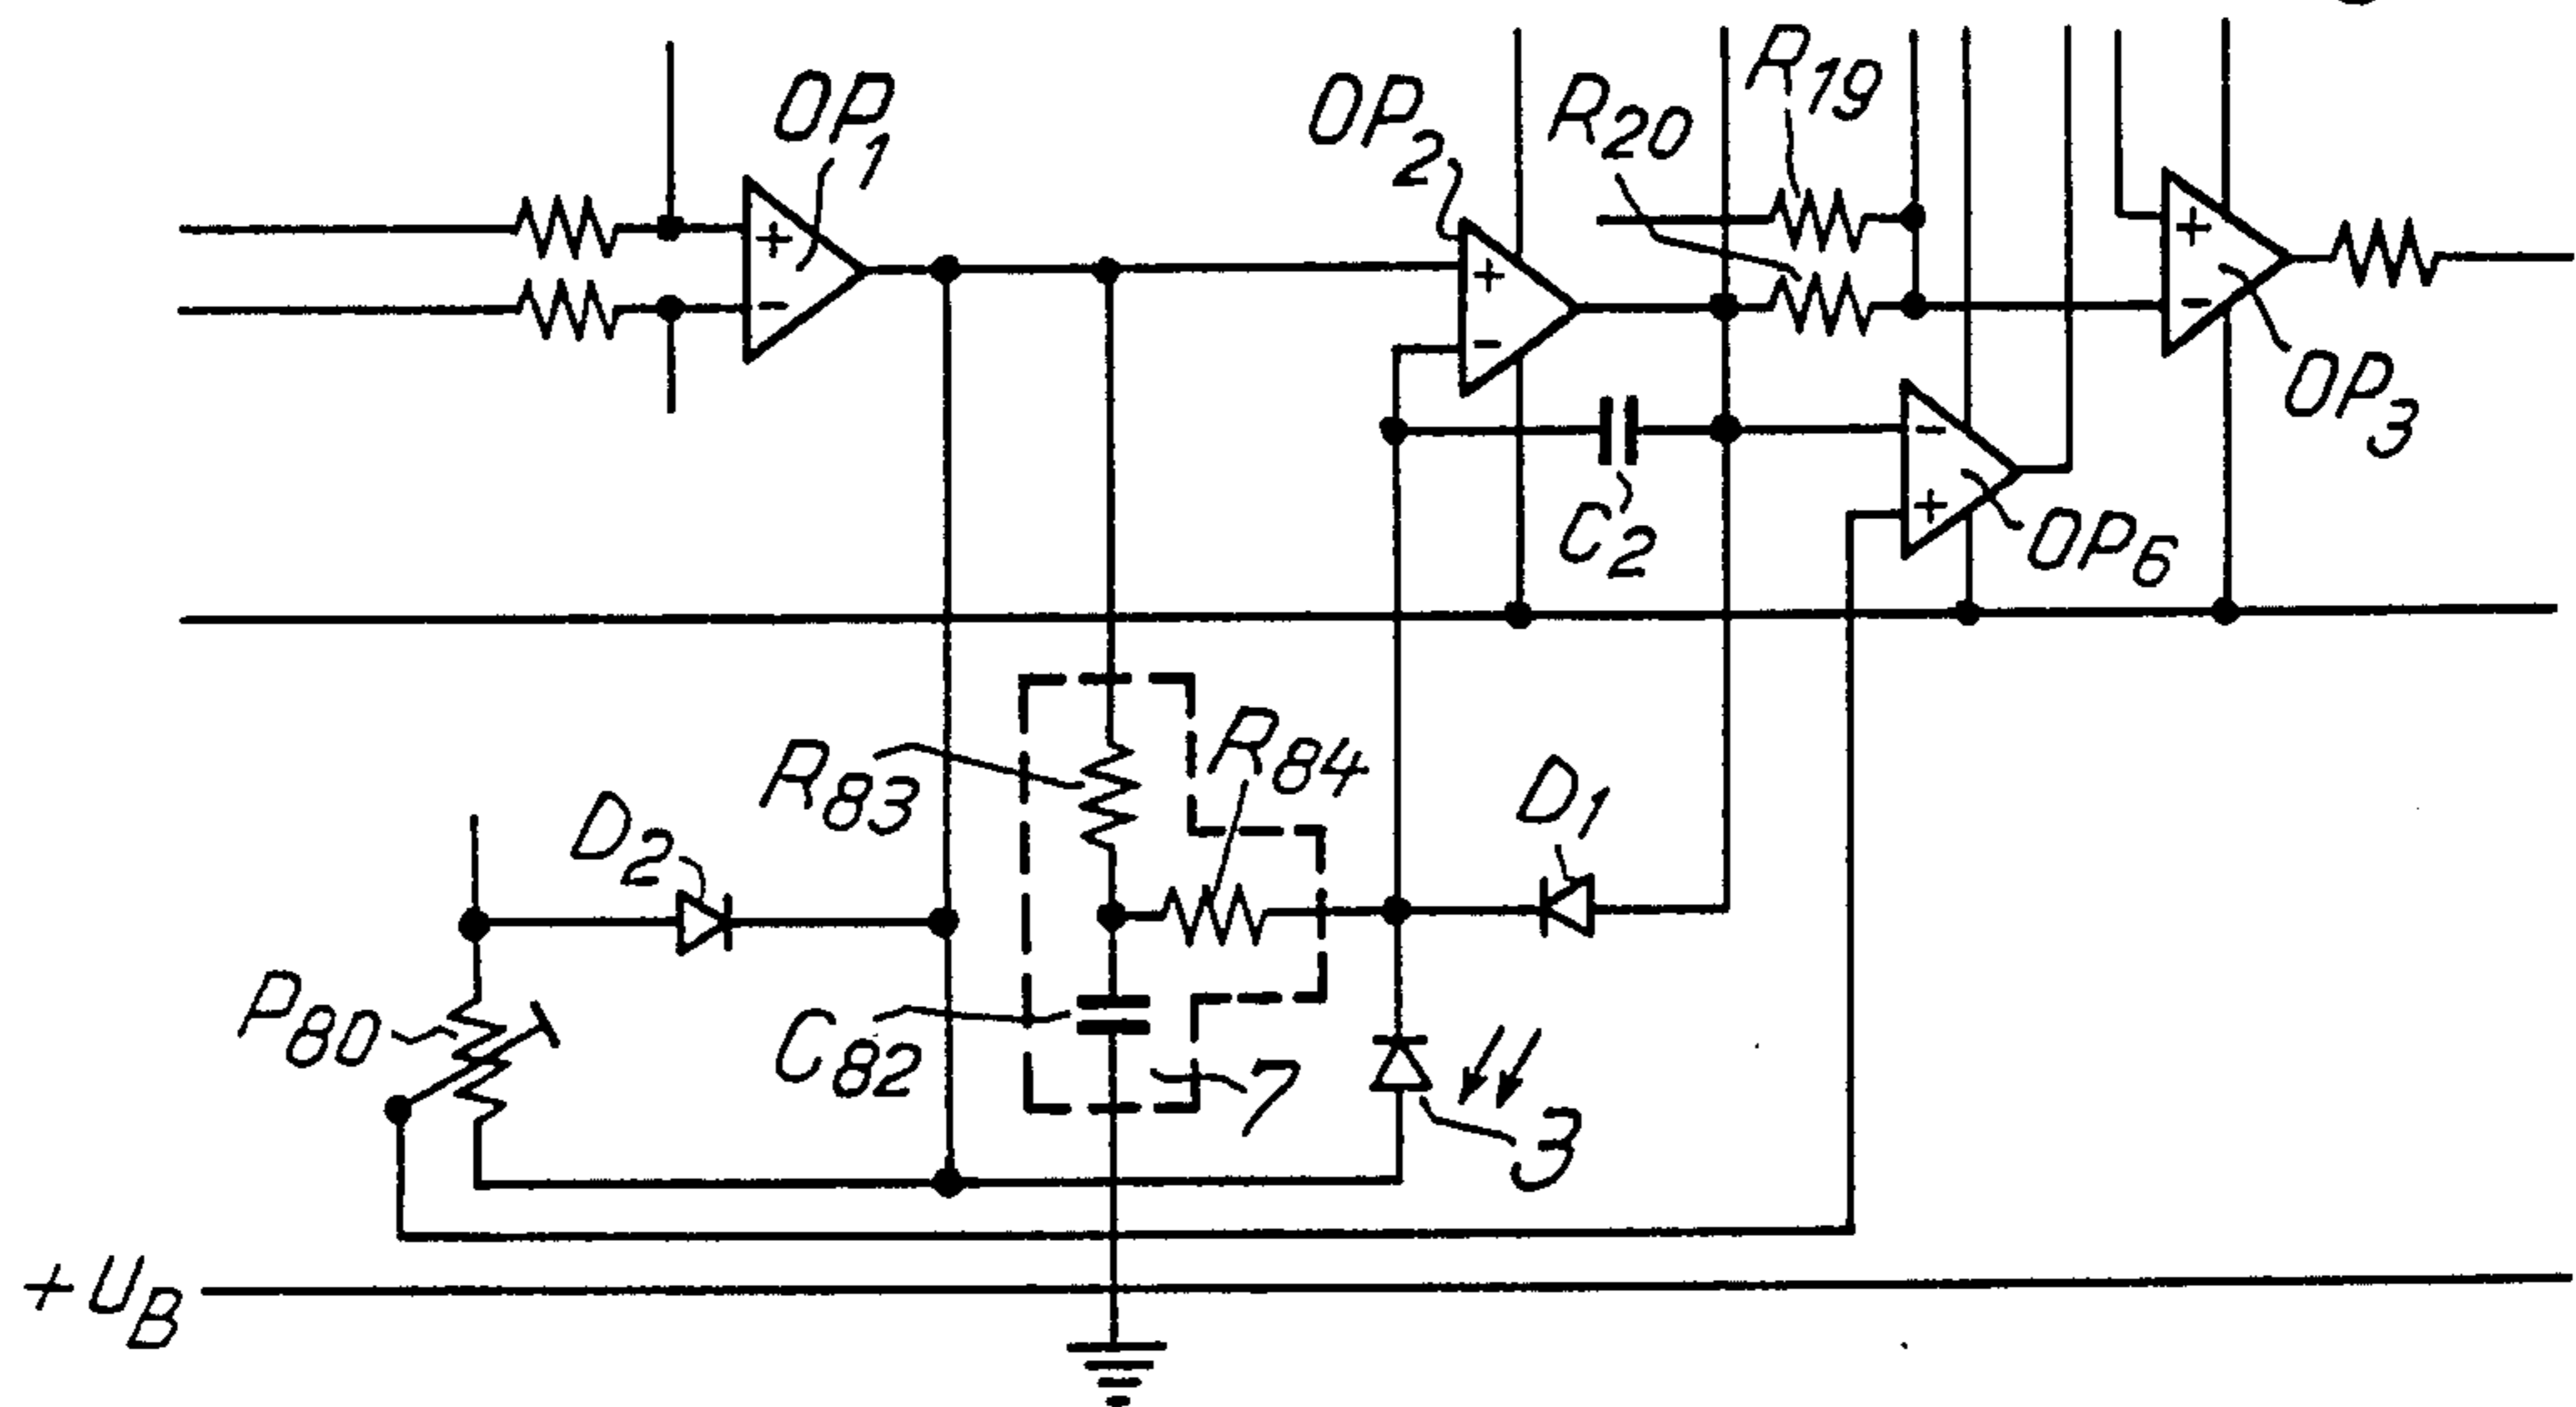 OP1
OP2
R20
R19
+
-
+
-
+
-
OP3
C2
-
+
OP6
R83
R84
D1
D2
P80
C82
7
3
+UB